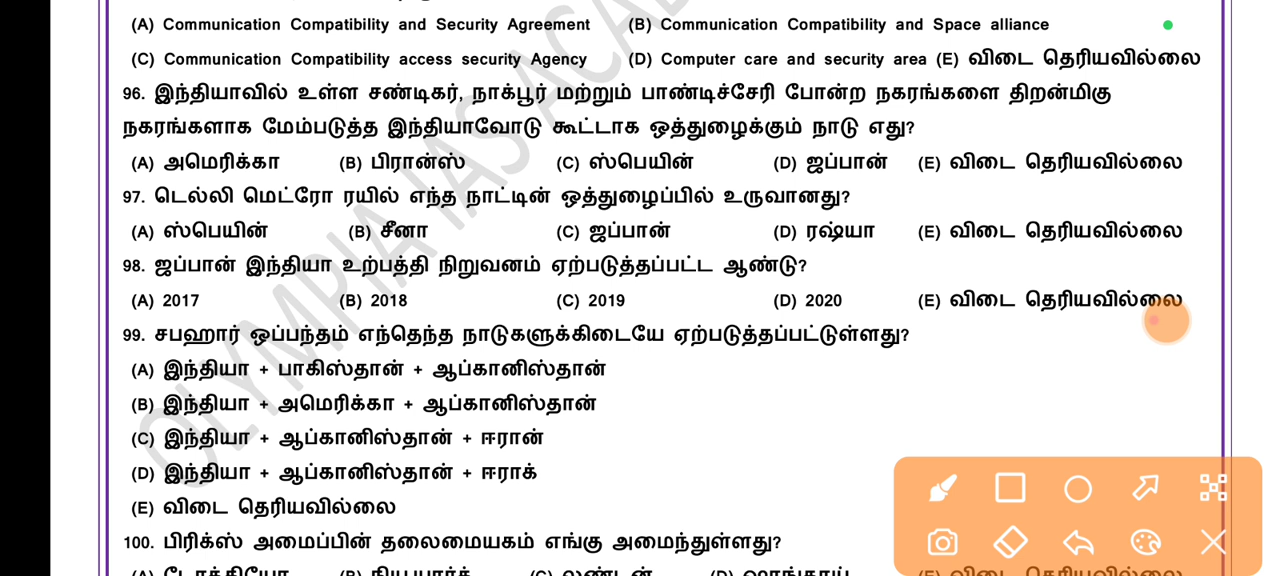 (A) Communication Compatibility and Security Agreement (B) Communication Compatibility and Space alliance
(C) Communication Compatibility access security Agency (D) Computer care and security area (E) விடை தெரியவில்லை
96. இந்தியாவில் உள்ள சண்டிகர், நாக்பூர் மற்றும் பாண்டிச்சேரி போன்ற நகரங்களை திறன்மிகு
நகரங்களாக மேம்படுத்த இந்தியாவோடு கூட்டாக ஒத்துழைக்கும் நாடு எது?
(A) அமெரிக்கா (B) பிரான்ஸ் (C) ஸ்பெயின் (D) ஜப்பான் (E) விடை தெரியவில்லை
97. டெல்லி மெட்ரோ ரயில் எந்த நாட்டின் ஒத்துழைப்பில் உருவானது?
(A) ஸ்பெயின் (B) சீனா (C) ஜப்பான் (D) ரஷ்யா (E) விடை தெரியவில்லை
98. ஜப்பான் இந்தியா உற்பத்தி நிறுவனம் ஏற்படுத்தப்பட்ட ஆண்டு?
(A) 2017 (B) 2018 (C) 2019 (D) 2020 (E) விடை தெரியவில்லை
99. சபஹார் ஒப்பந்தம் எந்தெந்த நாடுகளுக்கிடையே ஏற்படுத்தப்பட்டுள்ளது?
(A) இந்தியா + பாகிஸ்தான் + ஆப்கானிஸ்தான்
(B) இந்தியா + அமெரிக்கா + ஆப்கானிஸ்தான்
(C) இந்தியா + ஆப்கானிஸ்தான் + ஈரான்
(D) இந்தியா + ஆப்கானிஸ்தான் + ஈராக்
(E) விடை தெரியவில்லை
100. பிரிக்ஸ் அமைப்பின் தலைமையகம் எங்கு அமைந்துள்ளது?
OLYMPIA IAS